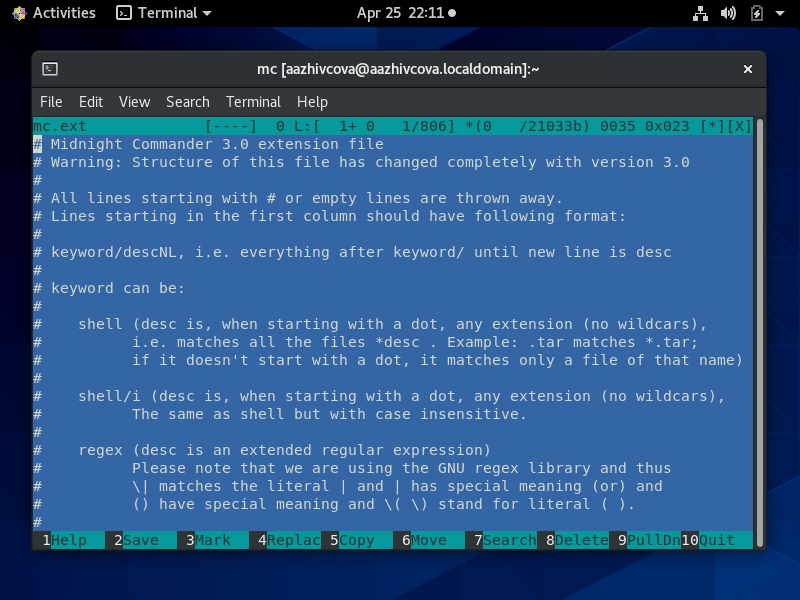 Activities Terminal Apr 25 22:11
mc [aazhivcova@aazhivcova.localdomain]:~
File Edit View Search Terminal Help
mc.ext [----] 0 L:[ 1+ 0 1/806] *(0 /21033b) 0035 0x023 [*][X]
# Midnight Commander 3.0 extension file
# Warning: Structure of this file has changed completely with version 3.0
#
# All lines starting with # or empty lines are thrown away.
# Lines starting in the first column should have following format:
#
# keyword/descNL, i.e. everything after keyword/ until new line is desc
#
# keyword can be:
#
# shell (desc is, when starting with a dot, any extension (no wildcars),
# i.e. matches all the files *desc . Example: .tar matches *.tar;
# if it doesn't start with a dot, it matches only a file of that name)
#
# shell/i (desc is, when starting with a dot, any extension (no wildcars),
# The same as shell but with case insensitive.
#
# regex (desc is an extended regular expression)
# Please note that we are using the GNU regex library and thus
# \| matches the literal | and | has special meaning (or) and
# () have special meaning and \( \) stand for literal ( ).
#
1Help 2Save 3Mark 4Replac 5Copy 6Move 7Search 8Delete 9PullDn 10Quit